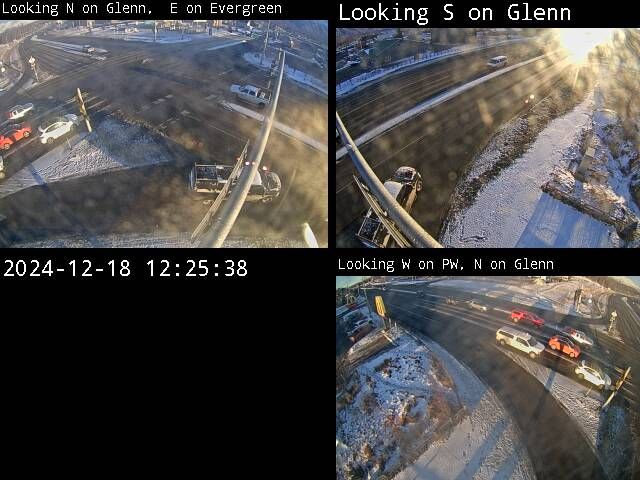 Looking N on Glenn,  E on Evergreen
Looking S on Glenn
2024-12-18 12:25:38
Looking W on PW, N on Glenn